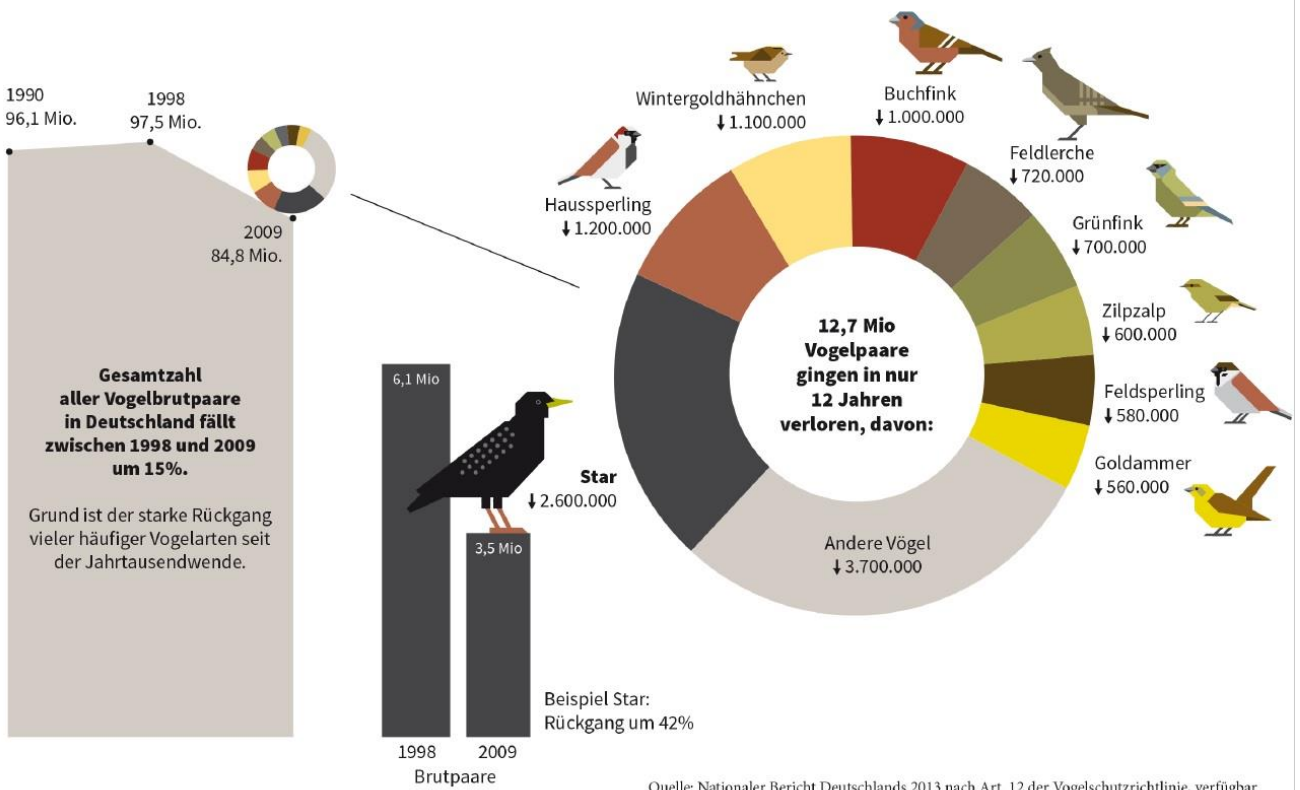 1990
96,1 Mio.
1998
97,5 Mio.
2009
84,8 Mio.
Gesamtzahl
aller Vogelbrutpaare
in Deutschland fällt
zwischen 1998 und 2009
um 15%.
Grund ist der starke Rückgang
vieler häufiger Vogelarten seit
der Jahrtausendwende.
6,1 Mio
3,5 Mio
1998
2009
Brutpaare
Beispiel Star:
Rückgang um 42%
Star
↓ 2.600.000
Haussperling
↓ 1.200.000
Wintergoldhähnchen
↓ 1.100.000
Buchfink
↓ 1.000.000
Feldlerche
↓ 720.000
Grünfink
↓ 700.000
Zilpzalp
↓ 600.000
Feldsperling
↓ 580.000
Goldammer
↓ 560.000
Andere Vögel
↓ 3.700.000
12,7 Mio
Vogelpaare
gingen in nur
12 Jahren
verloren, davon:
Quelle: Nationaler Bericht Deutschlands 2013 nach Art. 12 der Vogelschutzrichtlinie, verfügbar